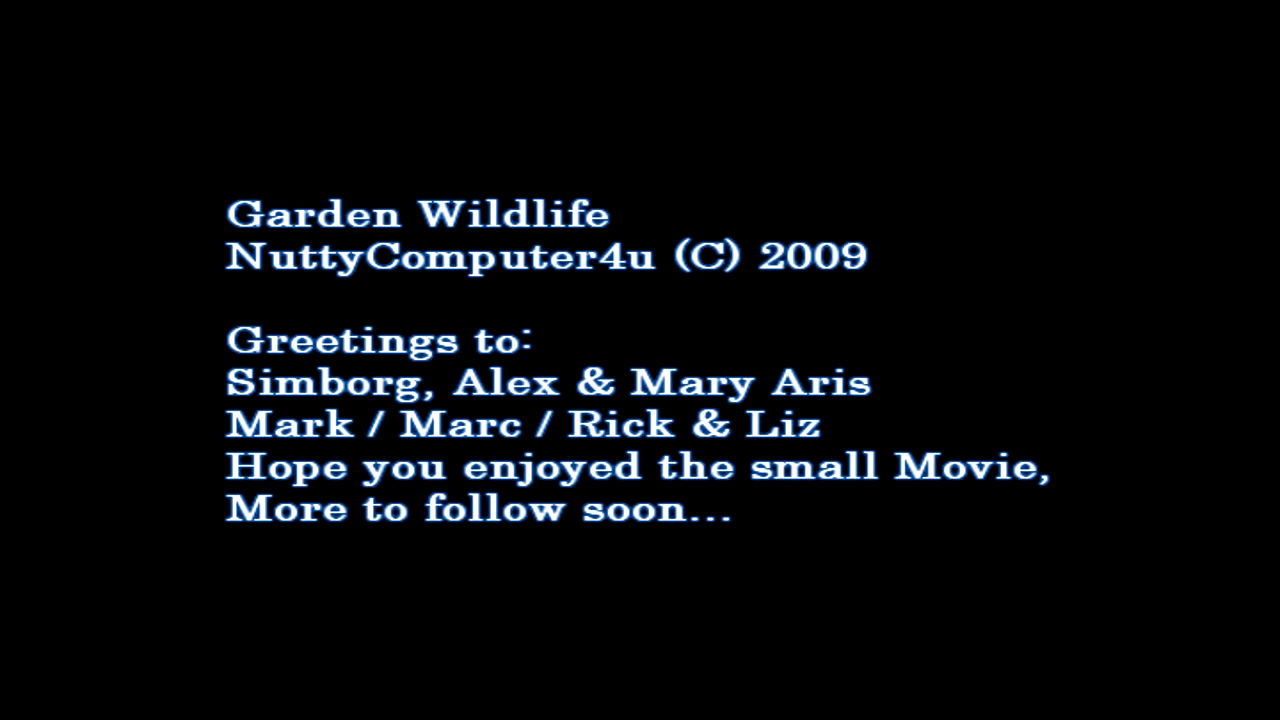 Garden Wildlife
NuttyComputer4u (C) 2009
Greetings to:
Simborg, Alex & Mary Aris
Mark / Marc / Rick & Liz
Hope you enjoyed the small Movie,
More to follow soon...